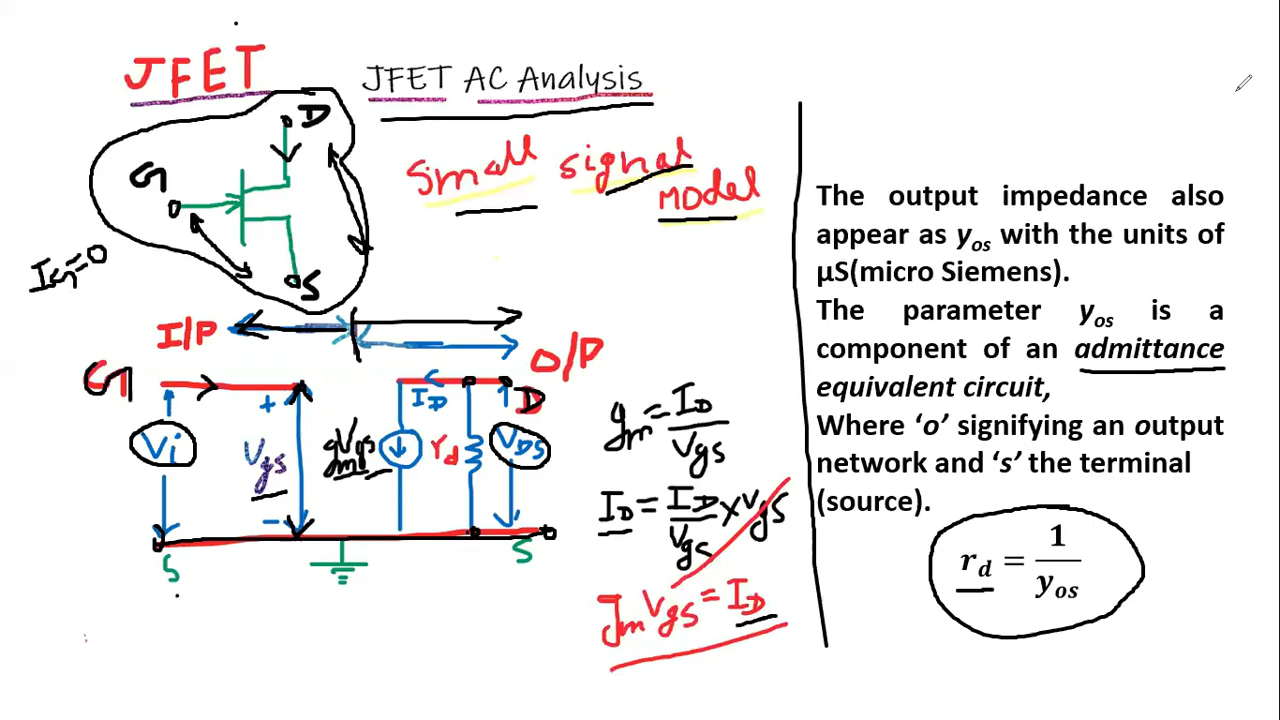 JFET
JFET AC Analysis
D
G
S
IG=0
Small signal
MODEL
I/P
O/P
G
ID
D
+
Vi
Vgs
gmVgs
rd
VDS
-
S
S
gm = ID/Vgs
ID = ID/Vgs × Vgs
gmVgs = ID
The output impedance also
appear as yos with the units of
µS(micro Siemens).
The parameter yos is a
component of an admittance
equivalent circuit,
Where ‘o’ signifying an output
network and ‘s’ the terminal
(source).
rd = 1/yos